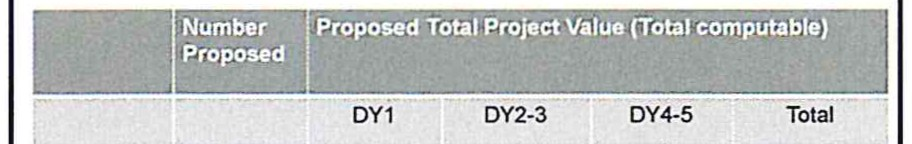 Number Proposed Total Project Value (Total computable)
Proposed
DY1 DY2-3 DY4-5 Total